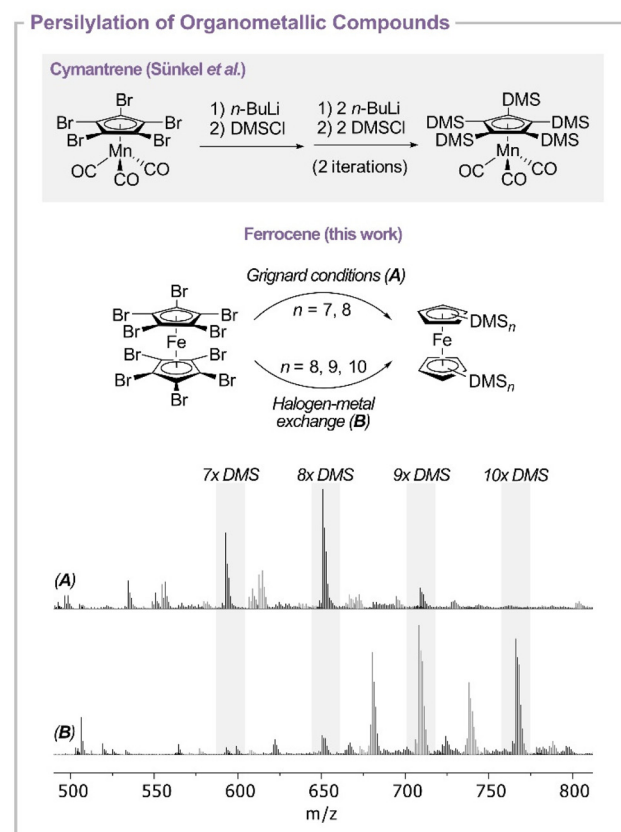 Persilylation of Organometallic Compounds
Cymantrene (Sünkel et al.)
Br
Br Br
Br Br
Mn
OC CO
CO
1) n-BuLi
2) DMSCl
1) 2 n-BuLi
2) 2 DMSCl
(2 iterations)
DMS
DMS DMS
DMS DMS
Mn
OC CO
CO
Ferrocene (this work)
Grignard conditions (A)
n = 7, 8
n = 8, 9, 10
Halogen-metal
exchange (B)
Br
Br Br
Br Br
Fe
Br Br
Br Br
Br
DMSn
Fe
DMSn
7x DMS 8x DMS 9x DMS 10x DMS
(A)
(B)
500 550 600 650 700 750 800
m/z